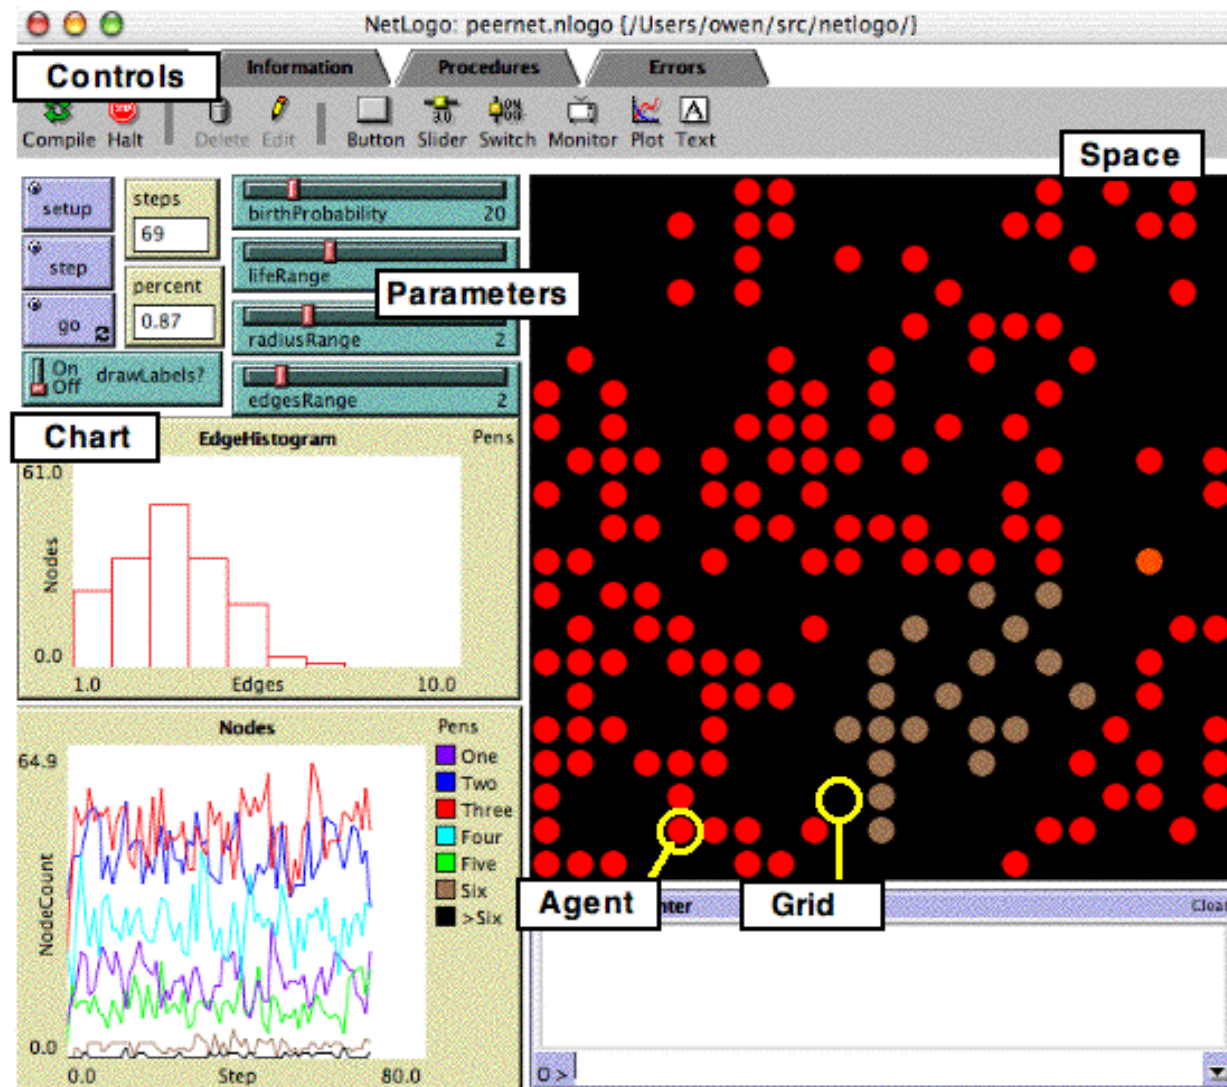 NetLogo: peernet.nlogo {/Users/owen/src/netlogo/}
Controls
Information
Procedures
Errors
Compile Halt Delete Edit Button Slider Switch Monitor Plot Text
Space
setup
steps
69
birthProbability 20
step
lifeRange
Parameters
percent
0.87
go
radiusRange 2
On
Off
drawLabels?
edgesRange 2
Chart
EdgeHistogram
Pens
61.0
Nodes
0.0
1.0 Edges 10.0
Nodes
Pens
64.9
One
Two
Three
Four
Five
Six
>Six
NodeCount
0.0
0.0 Step 80.0
Agent
Grid
nter
Clear
O >